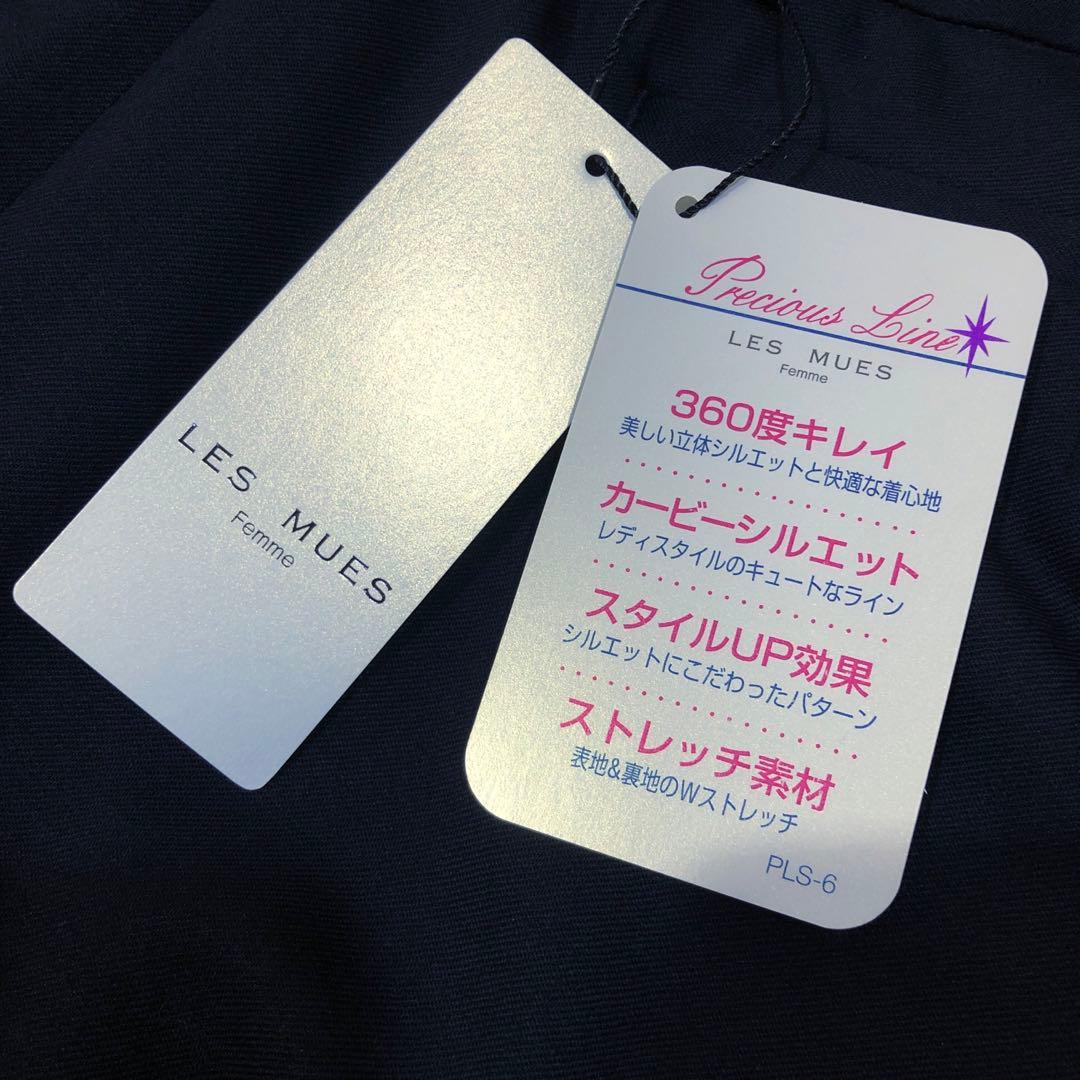 LES MUES
Femme
Precious Line
LES MUES
Femme
360度キレイ
美しい立体シルエットと快適な着心地
カービーシルエット
レディスタイルのキュートなライン
スタイルUP効果
シルエットにこだわったパターン
ストレッチ素材
表地&裏地のWストレッチ
PLS-6